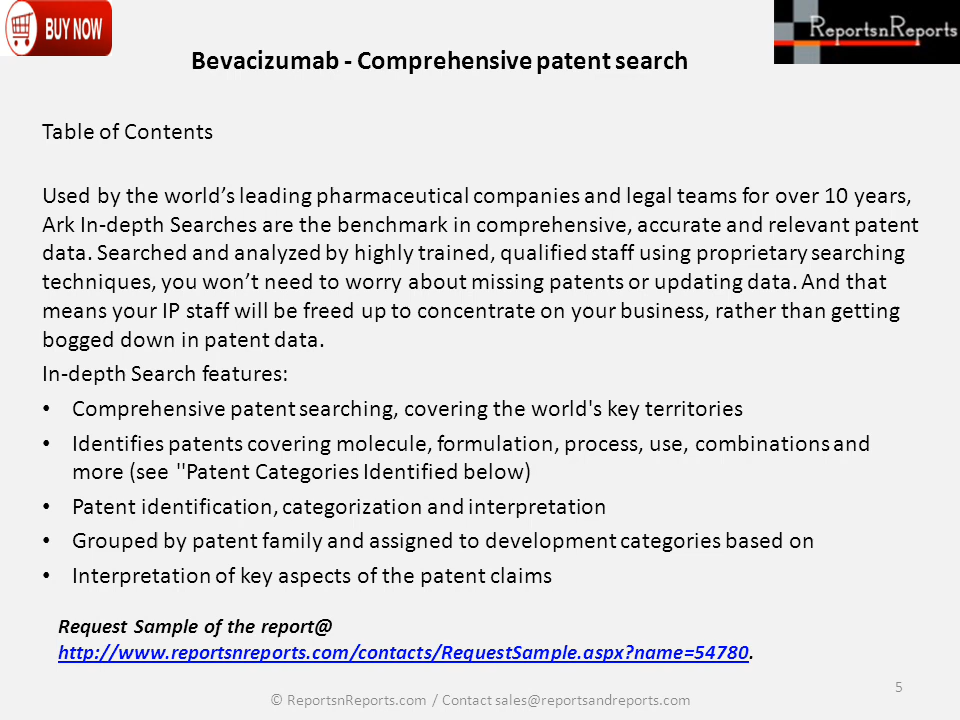 BUY NOW
ReportsnReports
Bevacizumab - Comprehensive patent search
Table of Contents
Used by the world’s leading pharmaceutical companies and legal teams for over 10 years,
Ark In-depth Searches are the benchmark in comprehensive, accurate and relevant patent
data. Searched and analyzed by highly trained, qualified staff using proprietary searching
techniques, you won’t need to worry about missing patents or updating data. And that
means your IP staff will be freed up to concentrate on your business, rather than getting
bogged down in patent data.
In-depth Search features:
• Comprehensive patent searching, covering the world's key territories
• Identifies patents covering molecule, formulation, process, use, combinations and
more (see ''Patent Categories Identified below)
• Patent identification, categorization and interpretation
• Grouped by patent family and assigned to development categories based on
• Interpretation of key aspects of the patent claims
Request Sample of the report@
http://www.reportsnreports.com/contacts/RequestSample.aspx?name=54780.
5
© ReportsnReports.com / Contact sales@reportsandreports.com